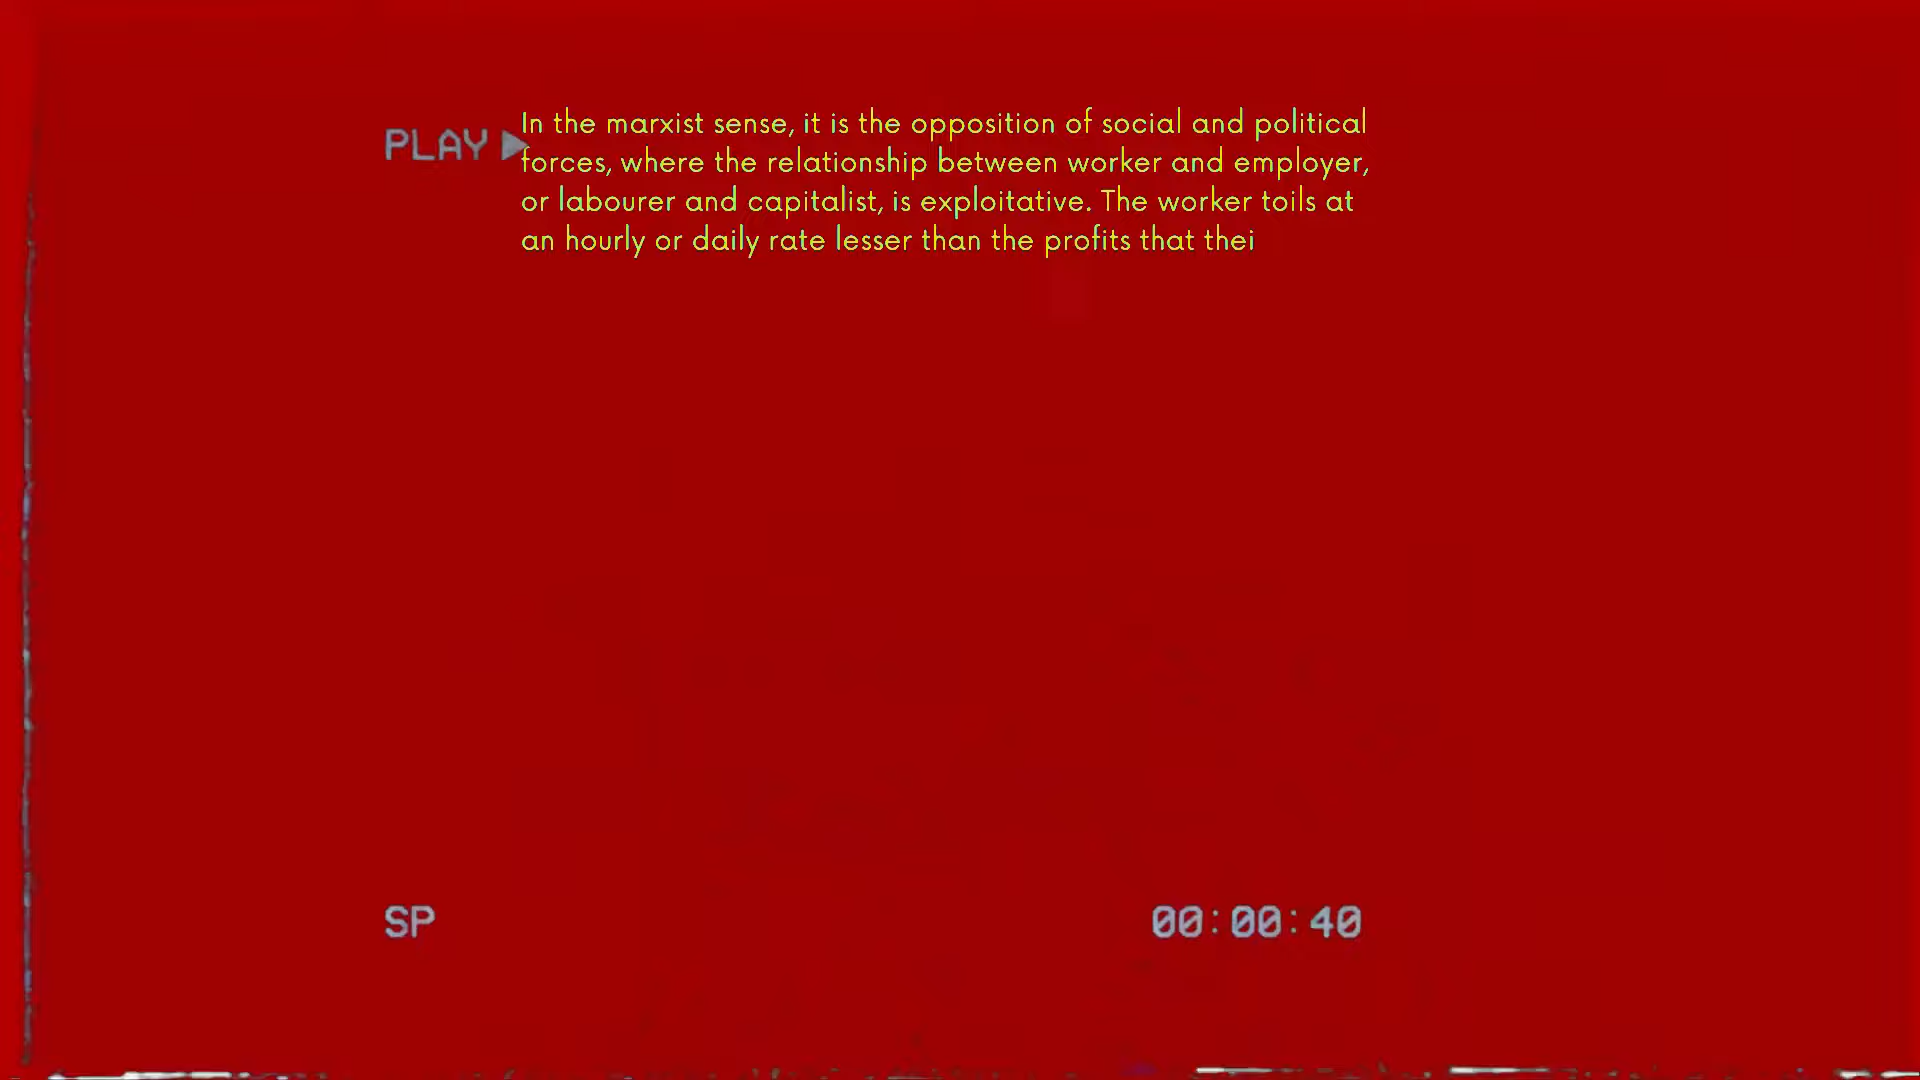 PLAY ▶
In the marxist sense, it is the opposition of social and political
forces, where the relationship between worker and employer,
or labourer and capitalist, is exploitative. The worker toils at
an hourly or daily rate lesser than the profits that thei
SP
00:00:40